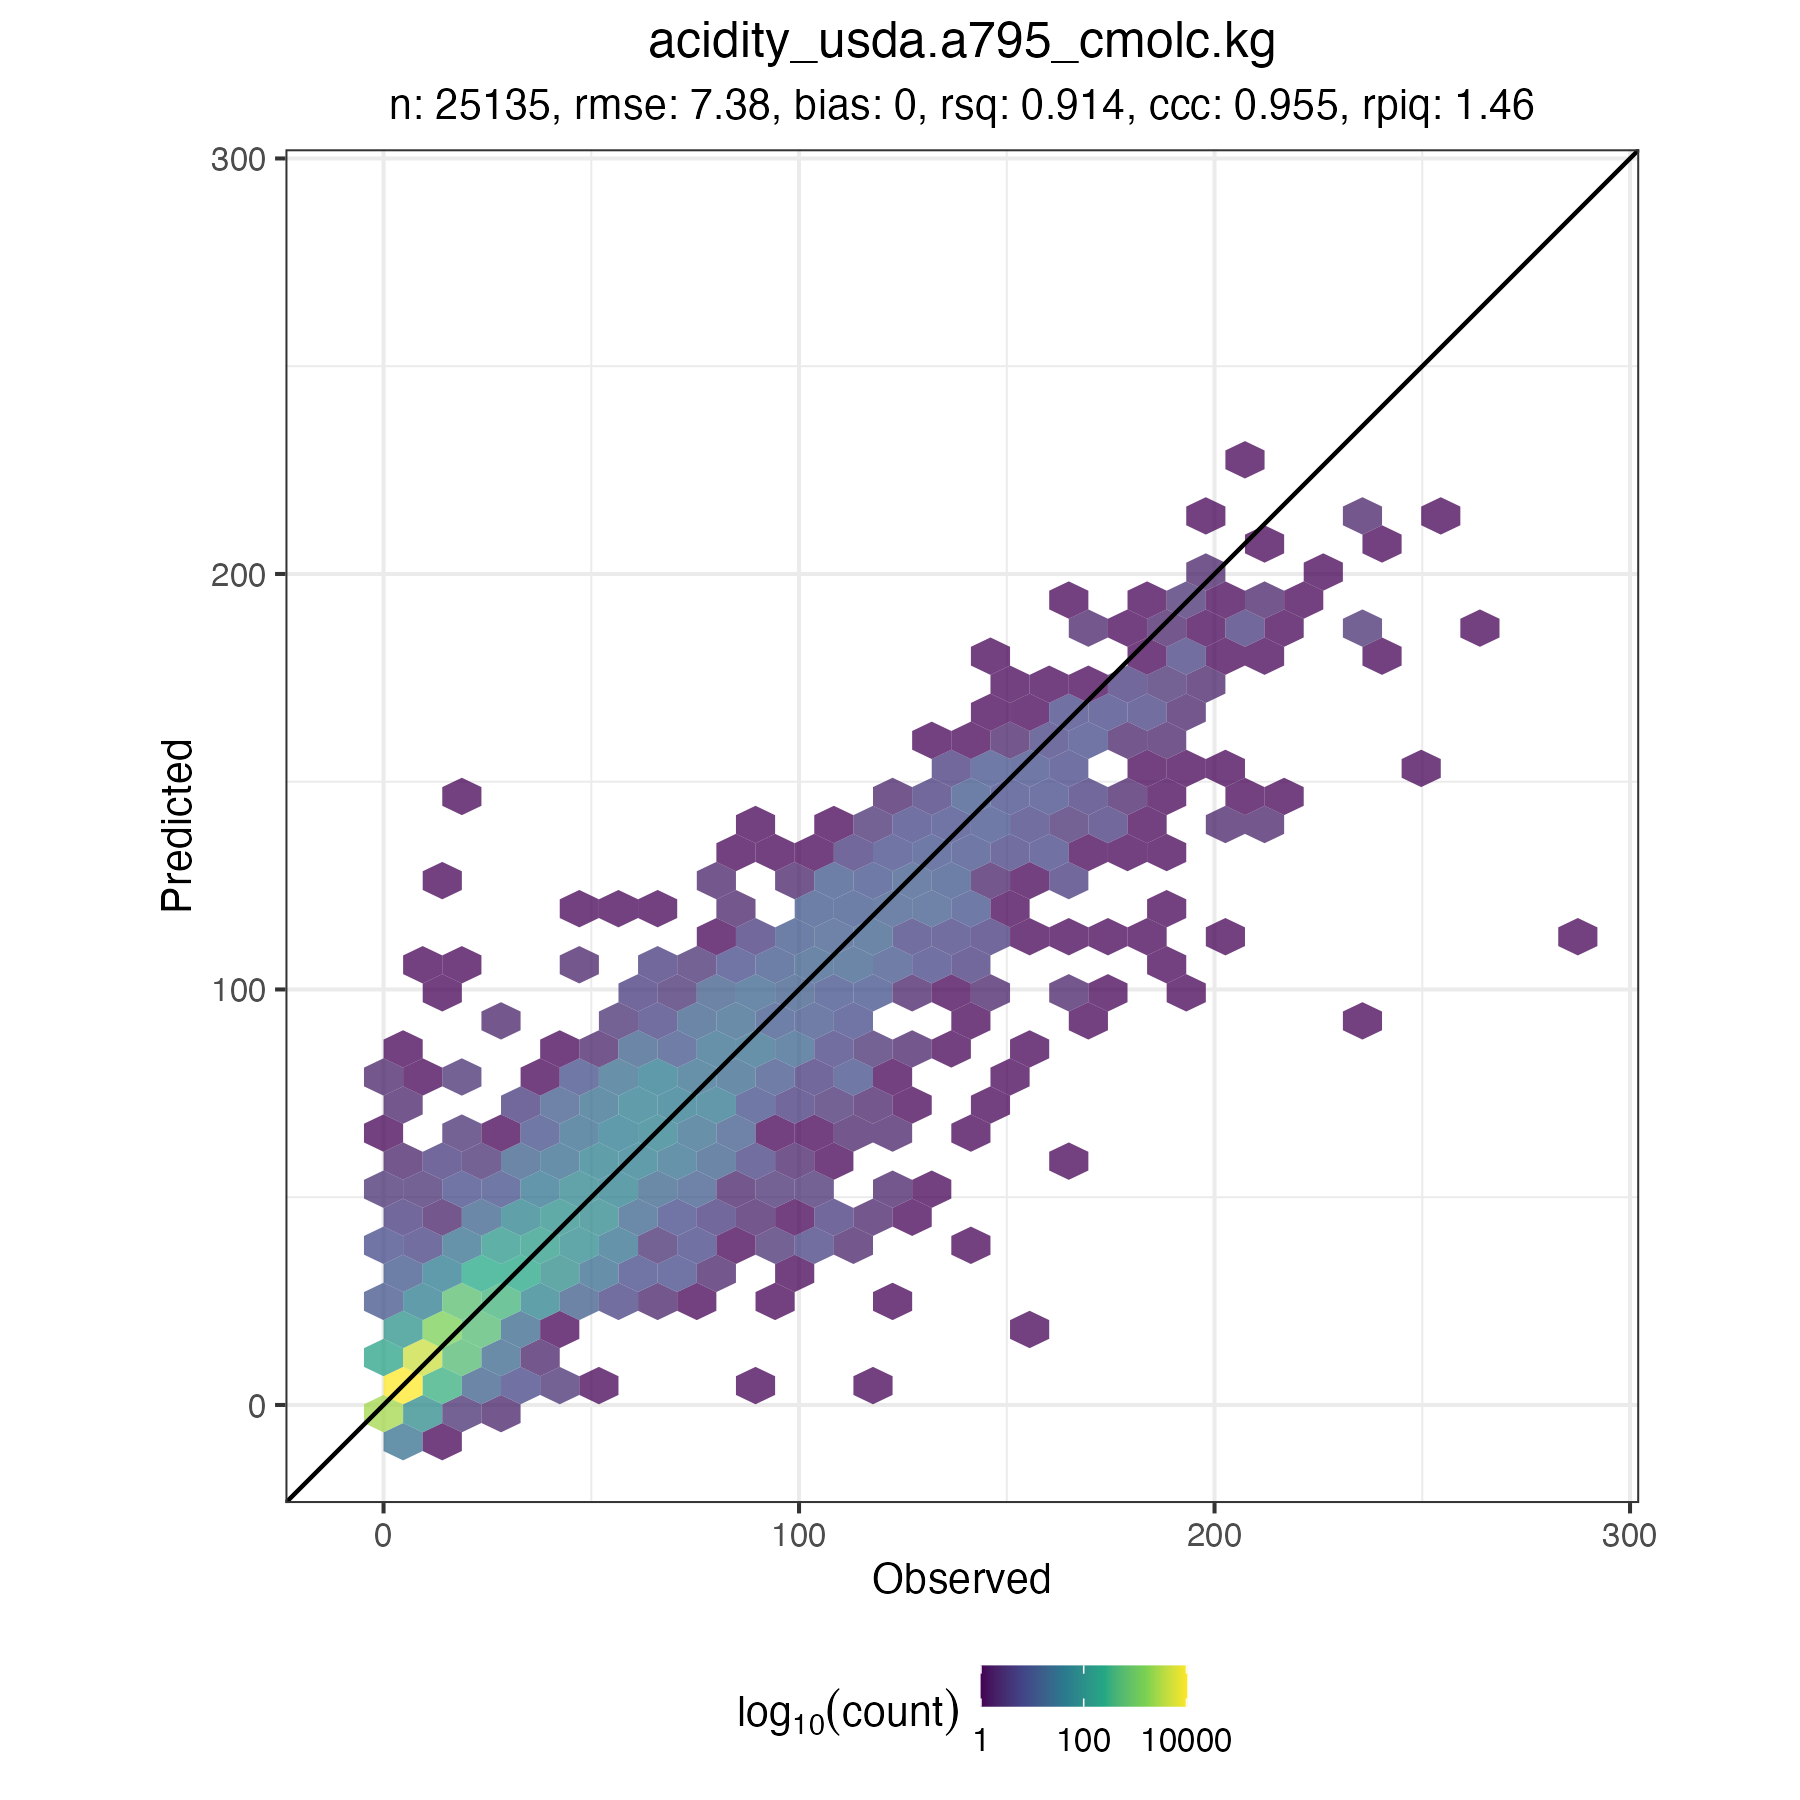 acidity_usda.a795_cmolc.kg
n: 25135, rmse: 7.38, bias: 0, rsq: 0.914, ccc: 0.955, rpiq: 1.46
300
200
100
0
Predicted
0 100 200 300
Observed
log₁₀(count)
1 100 10000